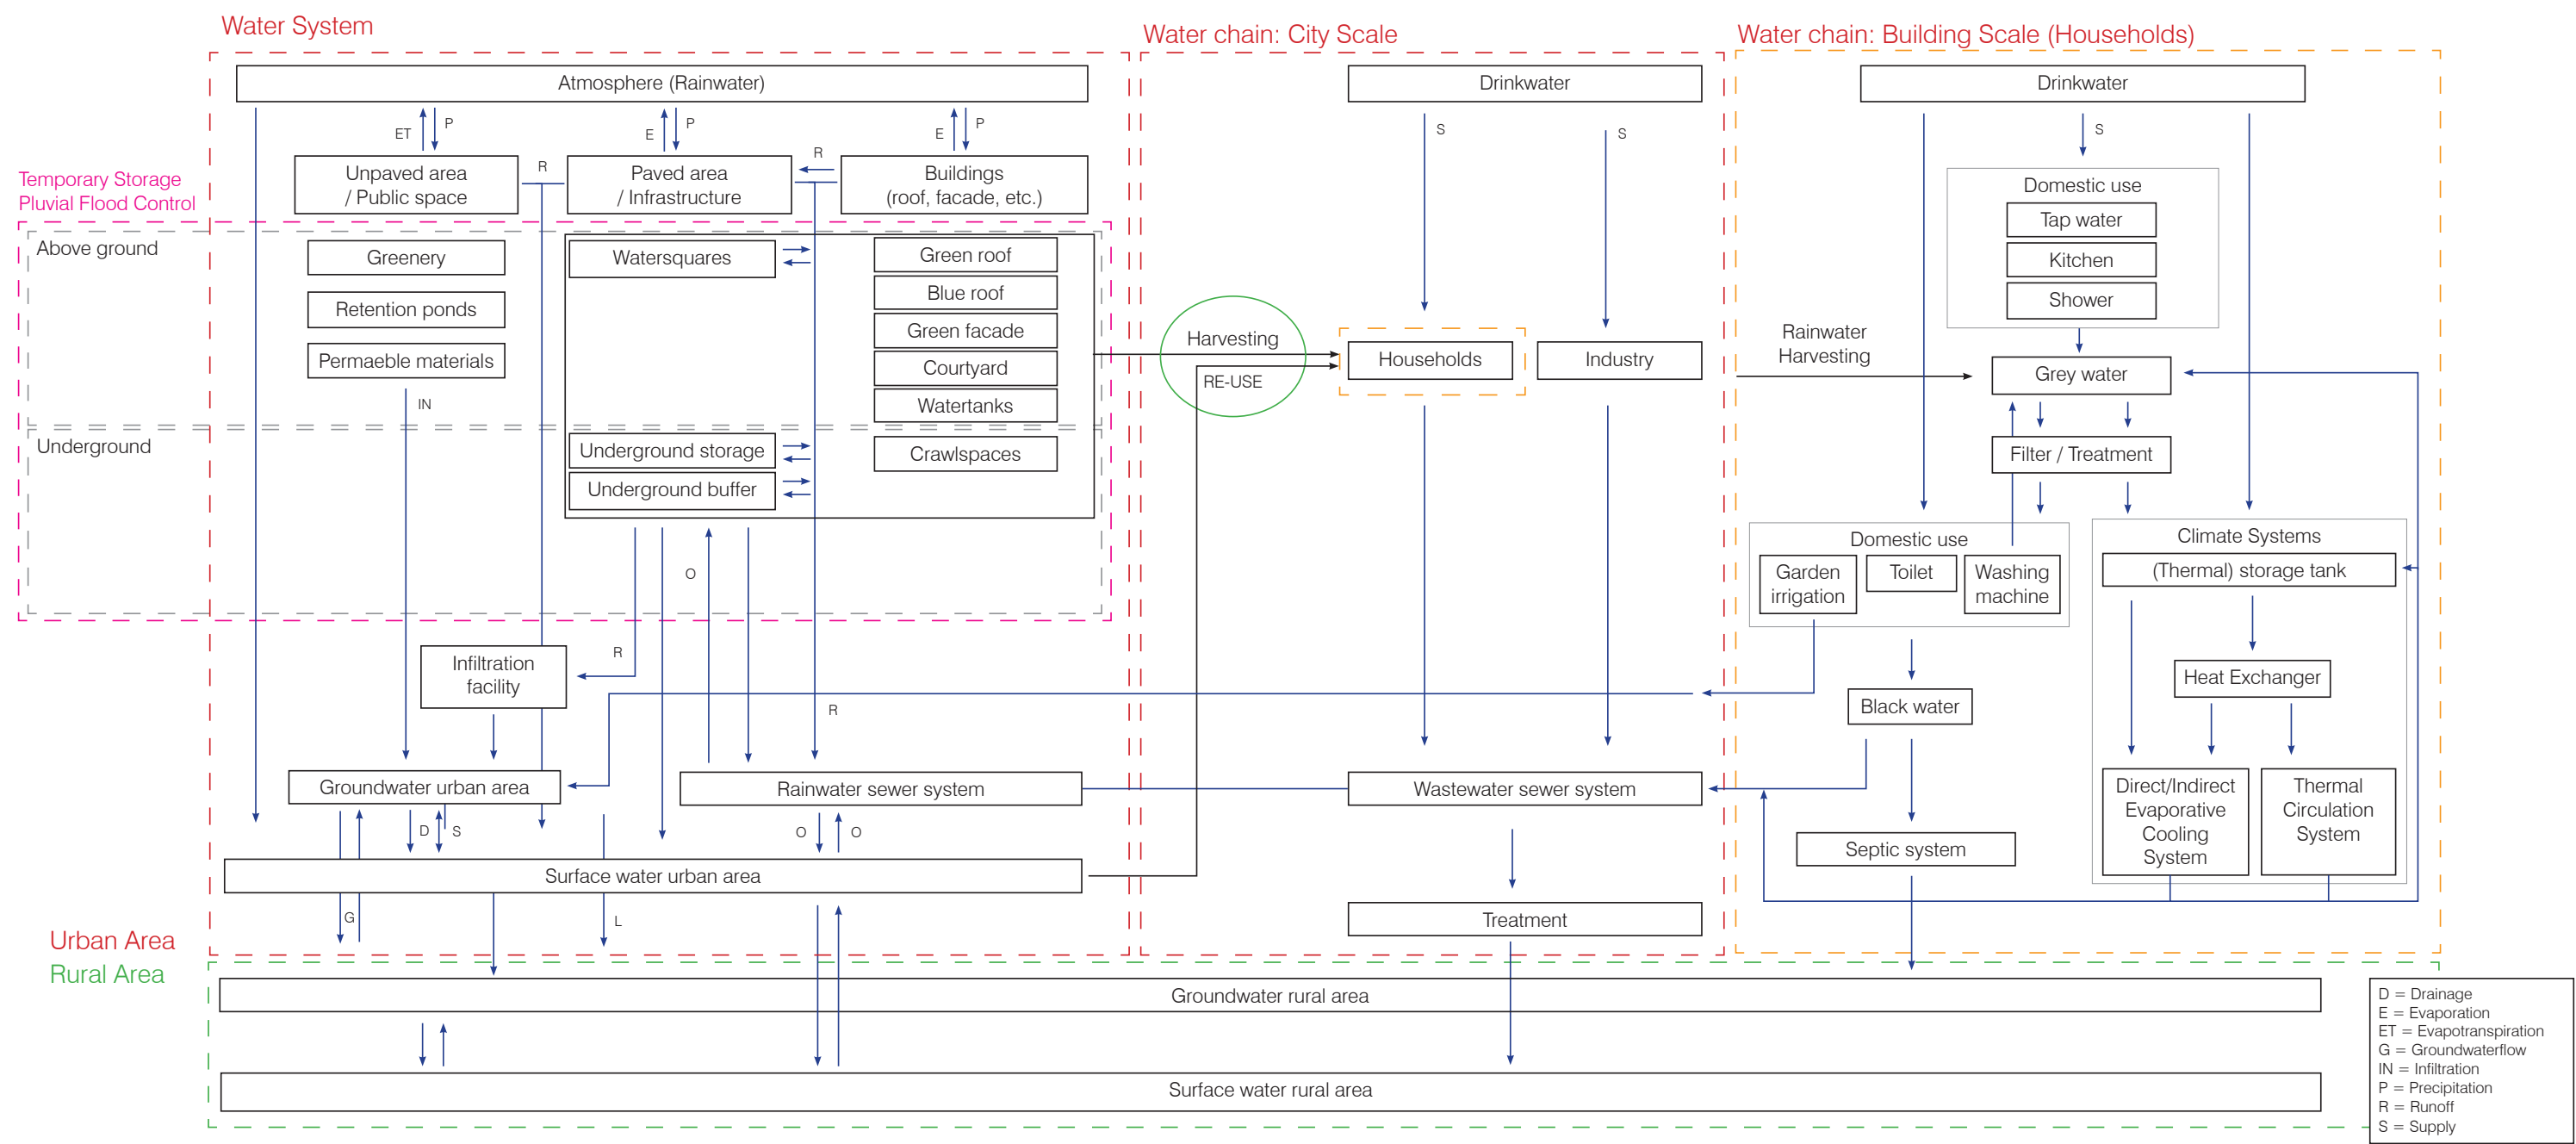 Water System
Water chain: City Scale
Water chain: Building Scale (Households)
Atmosphere (Rainwater)
Drinkwater
Drinkwater
ET
P
E
P
E
P
S
S
S
R
R
Unpaved area
/ Public space
Paved area
/ Infrastructure
Buildings
(roof, facade, etc.)
Temporary Storage
Pluvial Flood Control
Above ground
Greenery
Retention ponds
Permaeble materials
IN
Watersquares
Green roof
Blue roof
Green facade
Courtyard
Watertanks
Underground
Underground storage
Underground buffer
Crawlspaces
Harvesting
RE-USE
Households
Industry
Domestic use
Tap water
Kitchen
Shower
Rainwater
Harvesting
Grey water
Filter / Treatment
Domestic use
Garden
irrigation
Toilet
Washing
machine
Climate Systems
(Thermal) storage tank
O
R
Infiltration
facility
R
Heat Exchanger
Black water
Groundwater urban area
Rainwater sewer system
Wastewater sewer system
Direct/Indirect
Evaporative
Cooling
System
Thermal
Circulation
System
D
S
O
O
Septic system
Surface water urban area
G
L
Treatment
Urban Area
Rural Area
Groundwater rural area
Surface water rural area
D = Drainage
E = Evaporation
ET = Evapotranspiration
G = Groundwaterflow
IN = Infiltration
P = Precipitation
R = Runoff
S = Supply